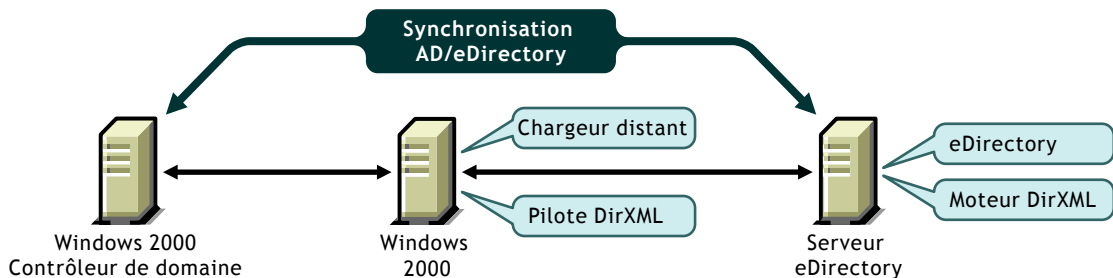 Synchronisation
AD/eDirectory
Chargeur distant
eDirectory
Pilote DirXML
Moteur DirXML
Windows 2000
Contrôleur de domaine
Windows
2000
Serveur
eDirectory